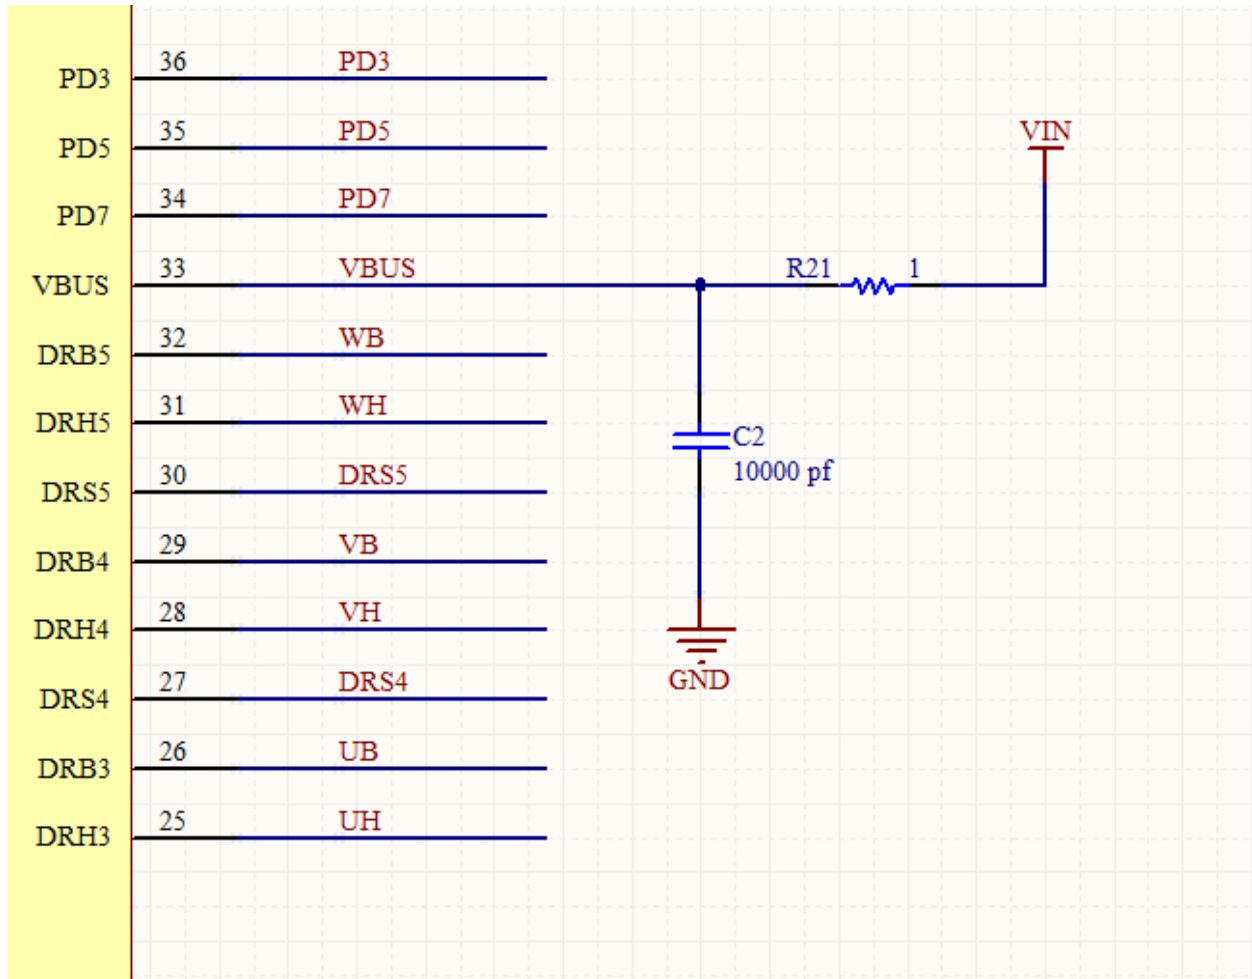 PD3 36 PD3
PD5 35 PD5
PD7 34 PD7
VIN
VBUS 33 VBUS R21 1
DRB5 32 WB
DRH5 31 WH
C2
10000 pf
DRS5 30 DRS5
DRB4 29 VB
DRH4 28 VH
GND
DRS4 27 DRS4
DRB3 26 UB
DRH3 25 UH